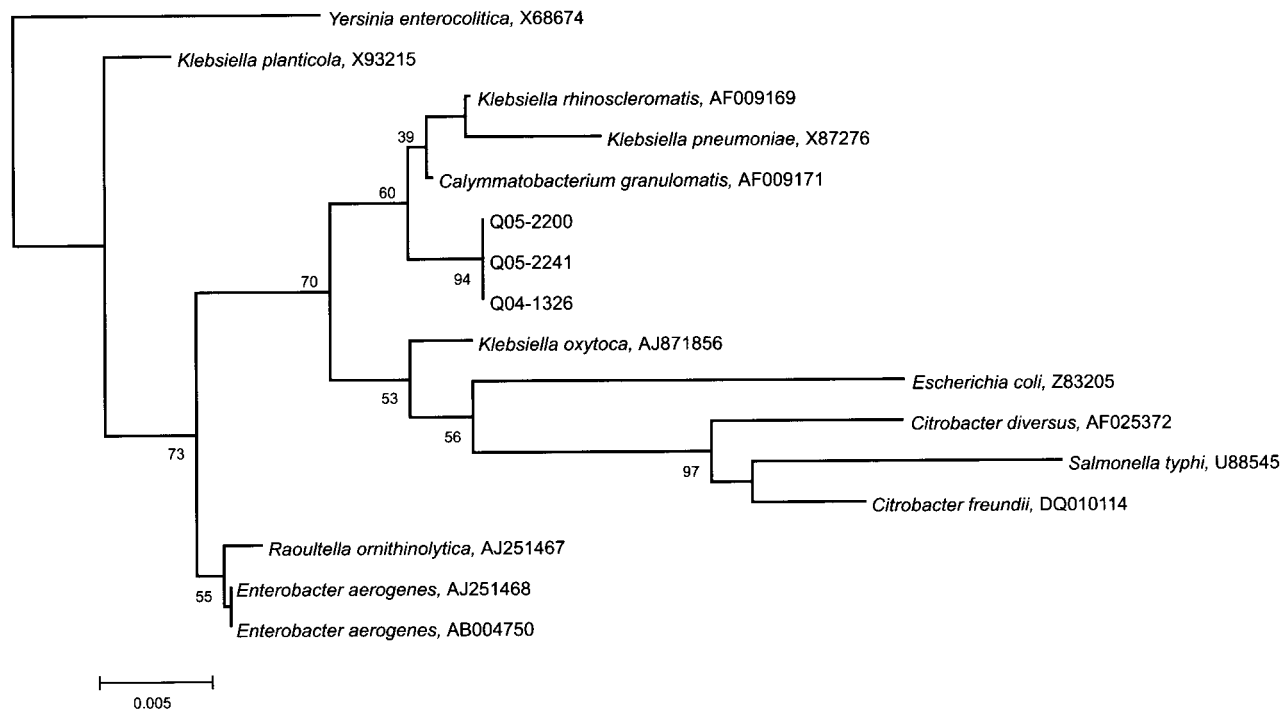 Yersinia enterocolitica, X68674
Klebsiella planticola, X93215
Klebsiella rhinoscleromatis, AF009169
39
Klebsiella pneumoniae, X87276
Calymmatobacterium granulomatis, AF009171
60
Q05-2200
Q05-2241
94
70
Q04-1326
Klebsiella oxytoca, AJ871856
Escherichia coli, Z83205
53
Citrobacter diversus, AF025372
56
73
Salmonella typhi, U88545
97
Citrobacter freundii, DQ010114
Raoultella ornithinolytica, AJ251467
Enterobacter aerogenes, AJ251468
55
Enterobacter aerogenes, AB004750
0.005